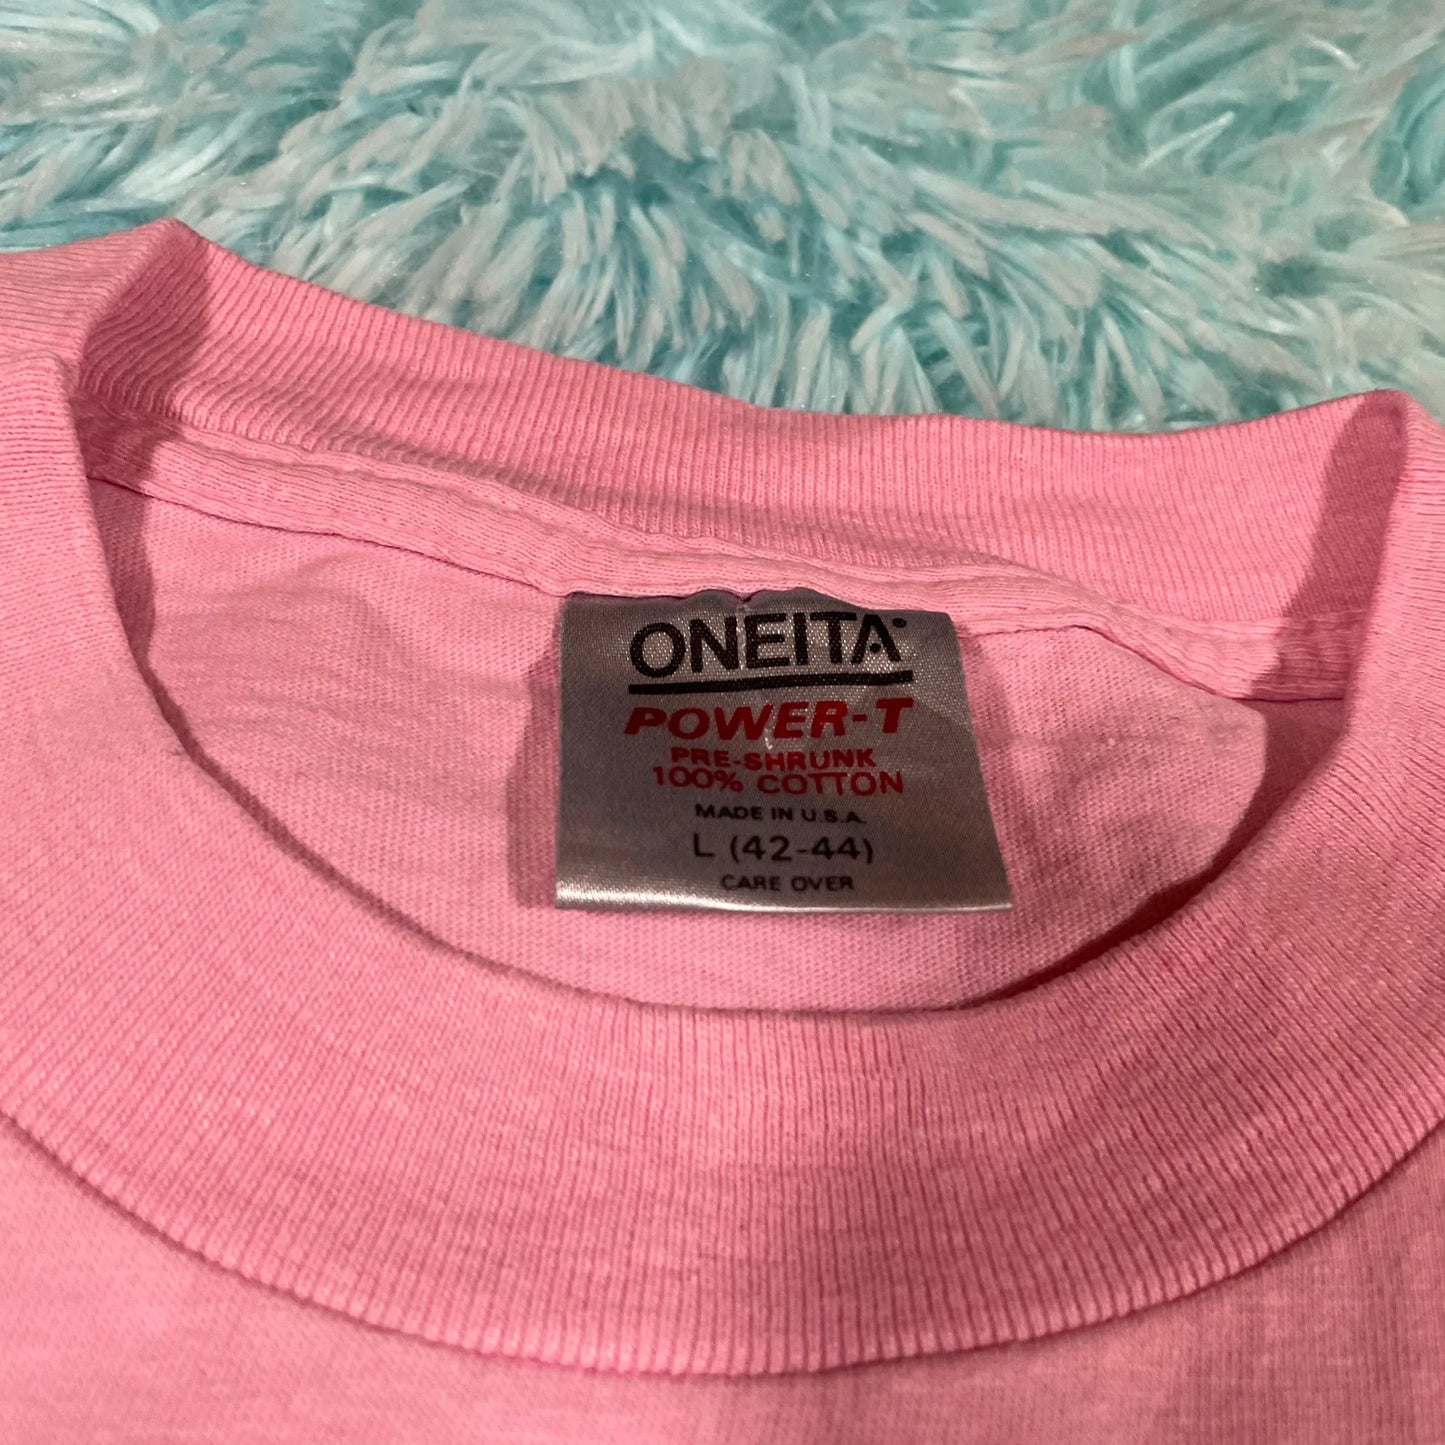 ONEITA®
POWER-T
PRE-SHRUNK
100% COTTON
MADE IN U.S.A.
L (42-44)
CARE OVER